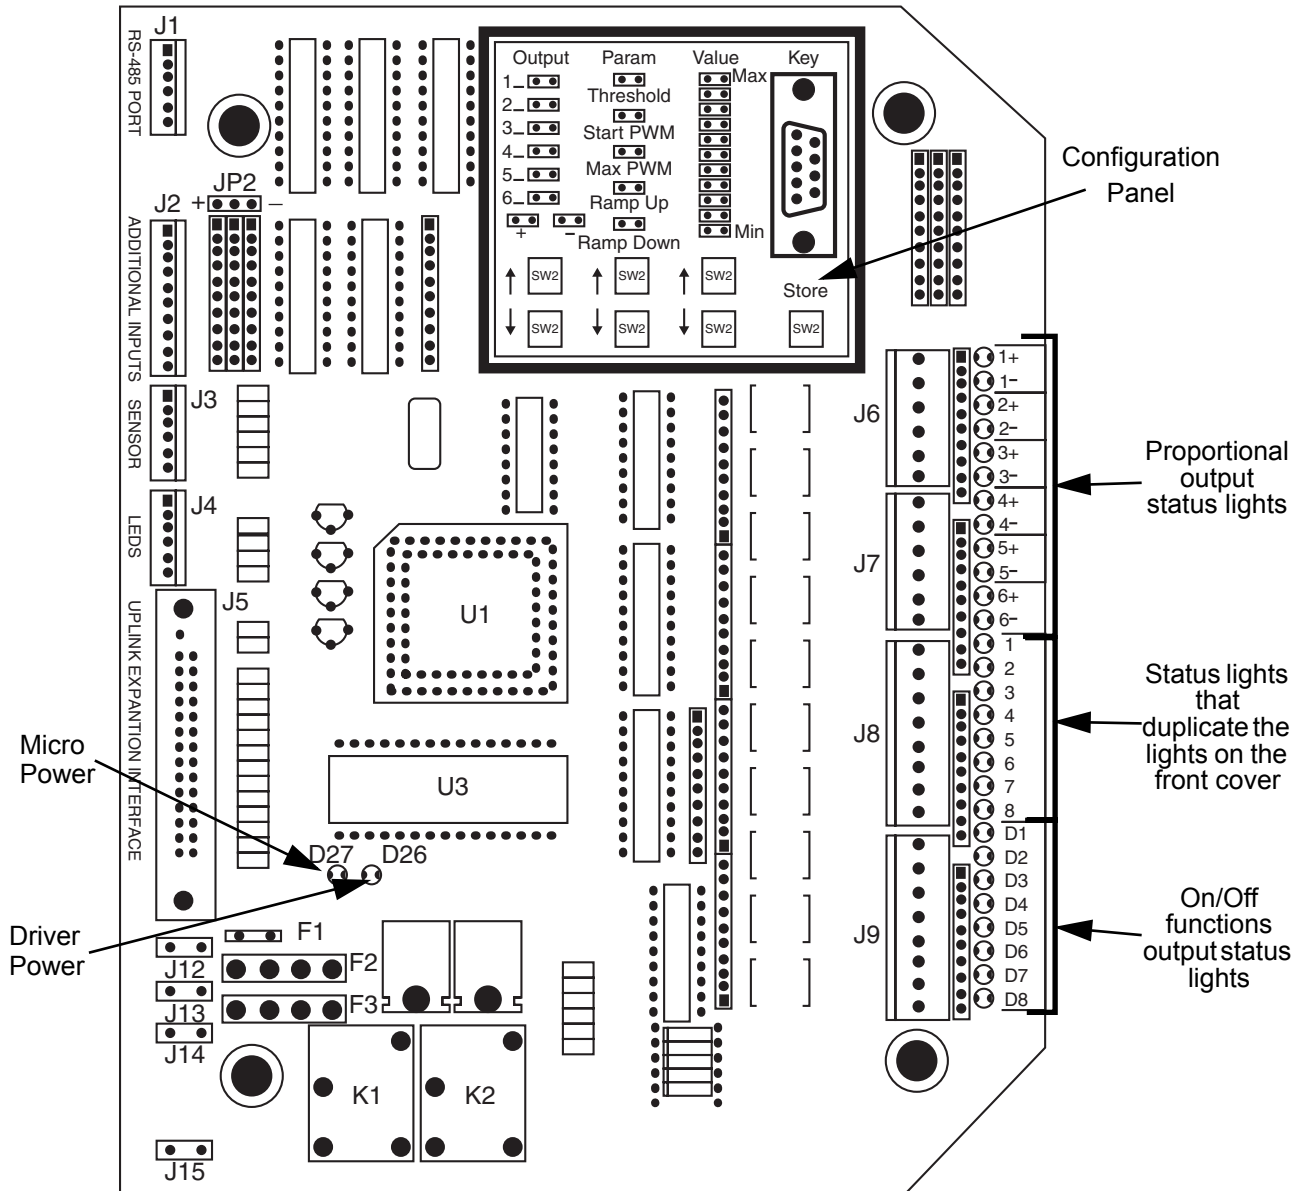 J1
RS-485 PORT
Output Param Value Key
1
2
3
4
5
6
+ -
Threshold
Start PWM
Max PWM
Ramp Up
Ramp Down
Max
Min
SW2 SW2 SW2
Store
SW2 SW2 SW2 SW2
Configuration
Panel
JP2
+ -
J2
ADDITIONAL INPUTS
J3
SENSOR
J4
LEDS
J5
UPLINK EXPANTION INTERFACE
U1
U3
Micro
Power
D27 D26
Driver
Power
F1
F2
F3
J12
J13
J14
J15
K1 K2
J6
J7
J8
J9
1+
1-
2+
2-
3+
3-
4+
4-
5+
5-
6+
6-
1
2
3
4
5
6
7
8
D1
D2
D3
D4
D5
D6
D7
D8
Proportional
output
status lights
Status lights
that
duplicate the
lights on the
front cover
On/Off
functions
output status
lights